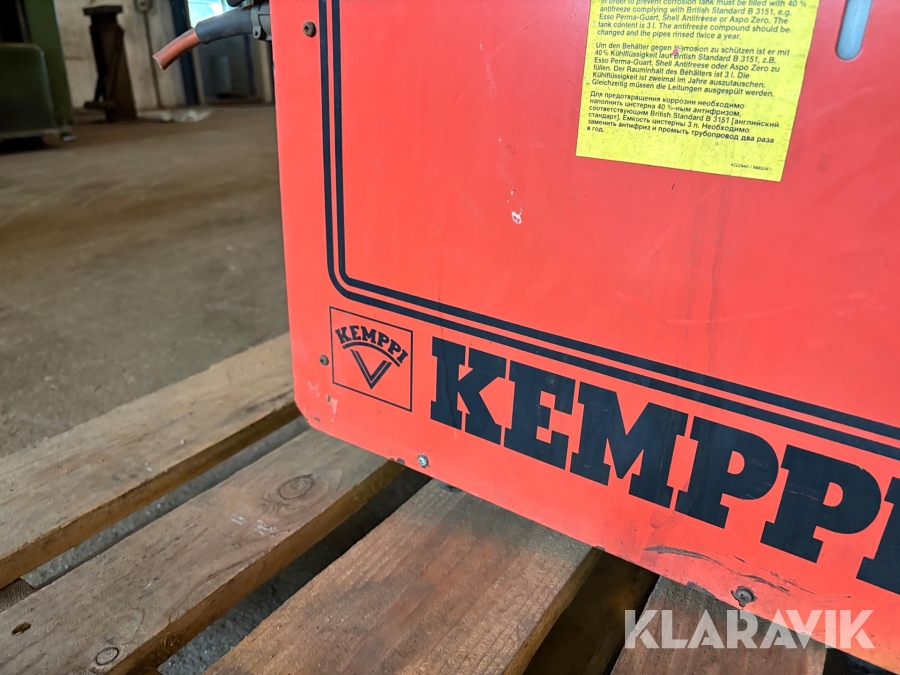 In order to prevent corrosion tank must be filled with 40 %
antifreeze complying with British Standard B 3151, e.g.
Esso Perma-Guart, Shell Antifreese or Aspo Zero. The
tank content is 3 l. The antifreeze compound should be
changed and the pipes rinsed twice a year.
Um den Behälter gegen Korrosion zu schützen ist er mit
40 % Kühlflüssigkeit laut British Standard B 3151, z.B.
Esso Perma-Guart, Shell Antifreese oder Aspo Zero zu
füllen. Der Rauminhalt des Behälters ist 3 l. Die
Kühlflüssigkeit ist zweimal im Jahre auszutauschen.
Gleichzeitig müssen die Leitungen ausgespült werden.
Для предотвращения коррозии необходимо
наполнить цистерна 40 %-ным антифризом,
соответствующим British Standard B 3151 [английский
стандарт]. Емкость цистерны 3 л. Необходимо
заменить антифриз и промыть трубопровод два раза
в год.
KEMPPI
KEMPPI
KLARAVIK